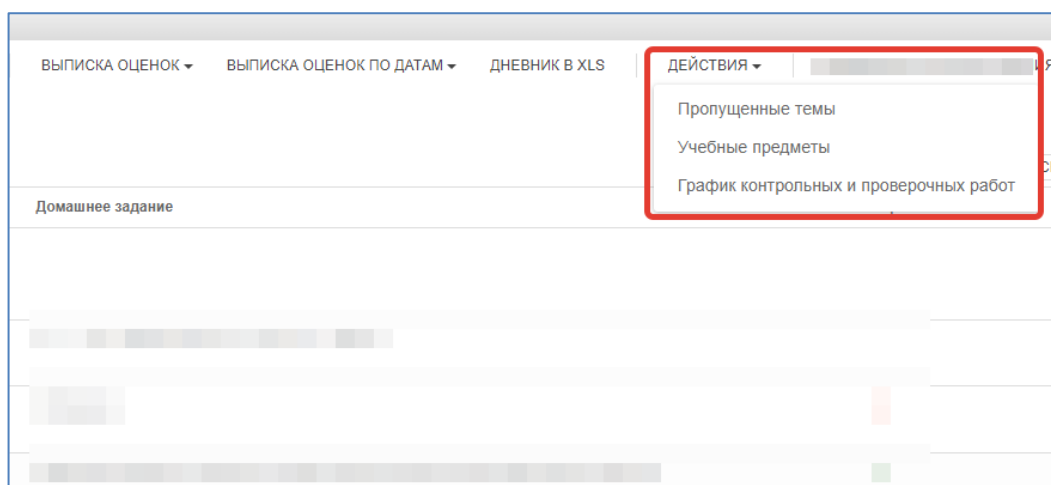 ВЫПИСКА ОЦЕНОК ВЫПИСКА ОЦЕНОК ПО ДАТАМ ДНЕВНИК В XLS ДЕЙСТВИЯ
Пропущенные темы
Учебные предметы
График контрольных и проверочных работ
Домашнее задание